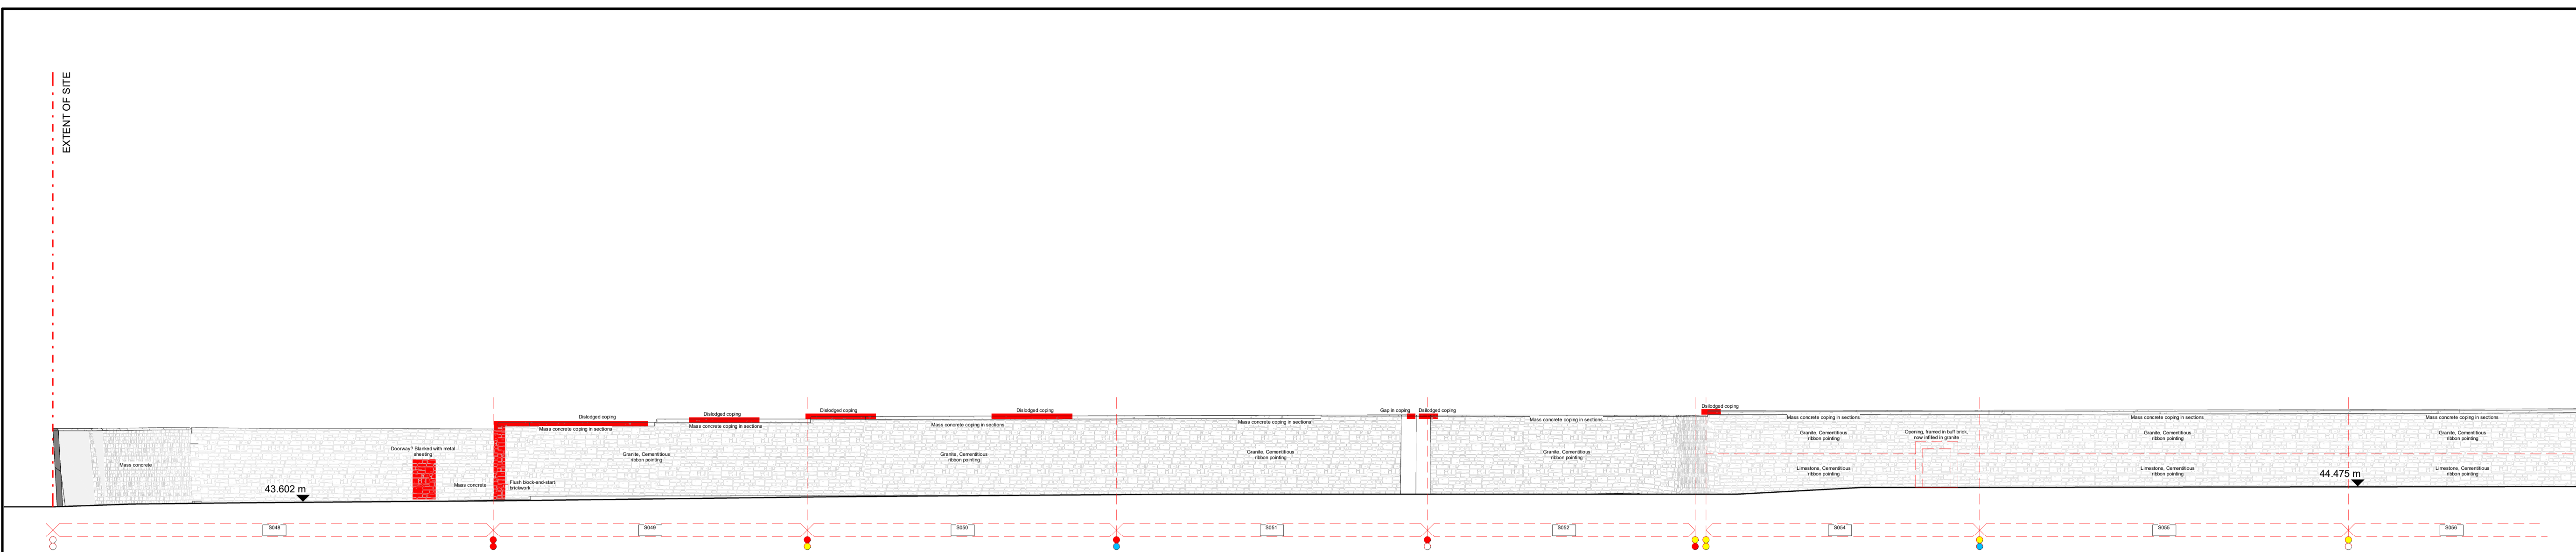 EXTENT OF SITE
Mass concrete
43.602 m
Doorway? Blanked with metal
sheeting
Mass concrete
Flush block-and-start
brickwork
Dislodged coping
Mass concrete coping in sections
Granite, Cementitious
ribbon pointing
Dislodged coping
Mass concrete coping in sections
Dislodged coping
Mass concrete coping in sections
Granite, Cementitious
ribbon pointing
Dislodged coping
Mass concrete coping in sections
Granite, Cementitious
ribbon pointing
Gap in coping
Dislodged coping
Mass concrete coping in sections
Granite, Cementitious
ribbon pointing
Dislodged coping
Mass concrete coping in sections
Granite, Cementitious
ribbon pointing
Limestone, Cementitious
ribbon pointing
Opening, framed in buff brick,
now infilled in granite
Mass concrete coping in sections
Granite, Cementitious
ribbon pointing
Limestone, Cementitious
ribbon pointing
44.475 m
Mass concrete coping in sections
Granite, Cementitious
ribbon pointing
Limestone, Cementitious
ribbon pointing
S048
S049
S050
S051
S052
S054
S055
S056